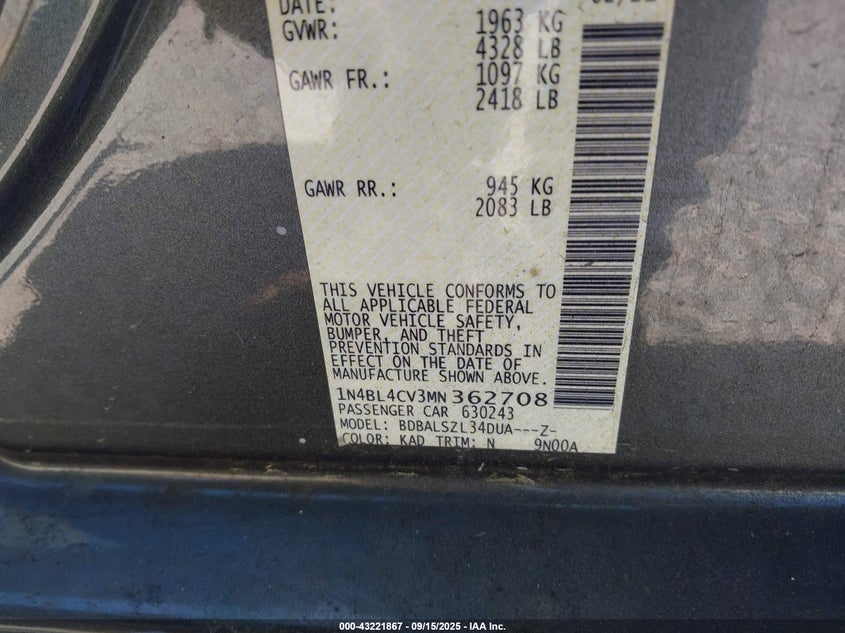 DATE:
GVWR: 1963 KG
4328 LB
GAWR FR.: 1097 KG
2418 LB
GAWR RR.: 945 KG
2083 LB
THIS VEHICLE CONFORMS TO
ALL APPLICABLE FEDERAL
MOTOR VEHICLE SAFETY,
BUMPER, AND THEFT
PREVENTION STANDARDS IN
EFFECT ON THE DATE OF
MANUFACTURE SHOWN ABOVE.
1N4BL4CV3MN362708
PASSENGER CAR 630243
MODEL: BDBALSZL34DUA---Z-
COLOR: KAD TRIM: N 9N00A
000-43221867 - 09/15/2025 - IAA Inc.